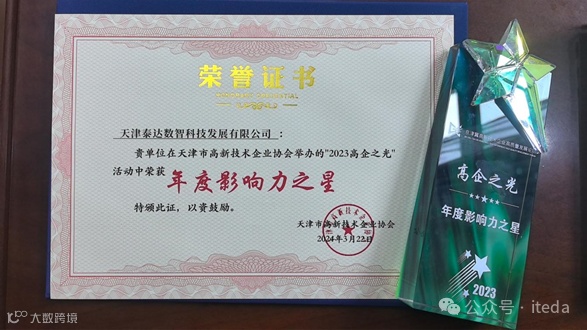 荣誉证书
天津泰达数智科技发展有限公司：
贵单位在天津市高新技术企业协会举办的"2023高企之光"
活动中荣获 年度影响力之星
特颁此证，以资鼓励。
天津市高新技术企业协会
2024年3月22日
高企之光
年度影响力之星
2023
大数跨境
公众号·iteda